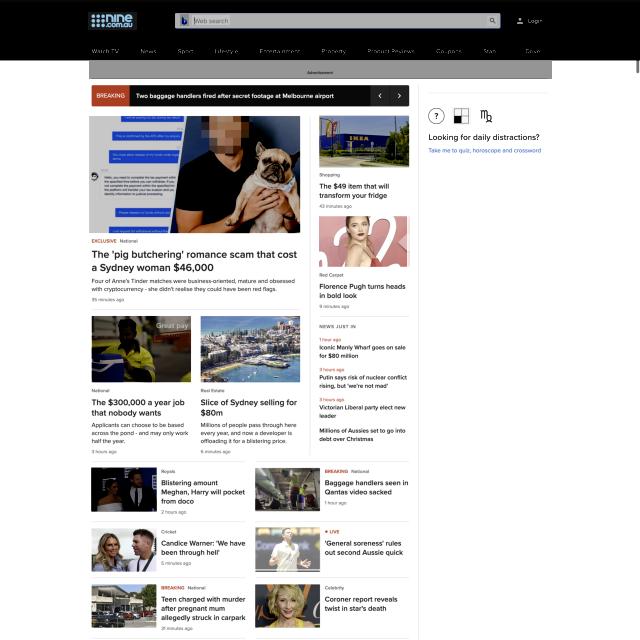 nine
.com.au
Web search
Login
Watch TV
News
Sport
Lifestyle
Entertainment
Property
Product Reviews
Coupons
Stan
Drive
Advertisement
BREAKING Two baggage handlers fired after secret footage at Melbourne airport
IKEA
EXCLUSIVE National
The 'pig butchering' romance scam that cost
a Sydney woman $46,000
Four of Anne's Tinder matches were business-oriented, mature and obsessed
with cryptocurrency - she didn't realise they could have been red flags.
35 minutes ago
Shopping
The $49 item that will
transform your fridge
43 minutes ago
Red Carpet
Florence Pugh turns heads
in bold look
9 minutes ago
?
Looking for daily distractions?
Take me to quiz, horoscope and crossword
Great pay
National
The $300,000 a year job
that nobody wants
Applicants can choose to be based
across the pond - and may only work
half the year.
3 hours ago
Real Estate
Slice of Sydney selling for
$80m
Millions of people pass through here
every year, and now a developer is
offloading it for a blistering price.
6 minutes ago
NEWS JUST IN
1 hour ago
Iconic Manly Wharf goes on sale
for $80 million
3 hours ago
Putin says risk of nuclear conflict
rising, but 'we're not mad'
3 hours ago
Victorian Liberal party elect new
leader
Millions of Aussies set to go into
debt over Christmas
Royals
Blistering amount
Meghan, Harry will pocket
from doco
2 hours ago
BREAKING National
Baggage handlers seen in
Qantas video sacked
1 hour ago
Cricket
Candice Warner: 'We have
been through hell'
5 minutes ago
LIVE
'General soreness' rules
out second Aussie quick
BREAKING National
Teen charged with murder
after pregnant mum
allegedly struck in carpark
31 minutes ago
Celebrity
Coroner report reveals
twist in star's death